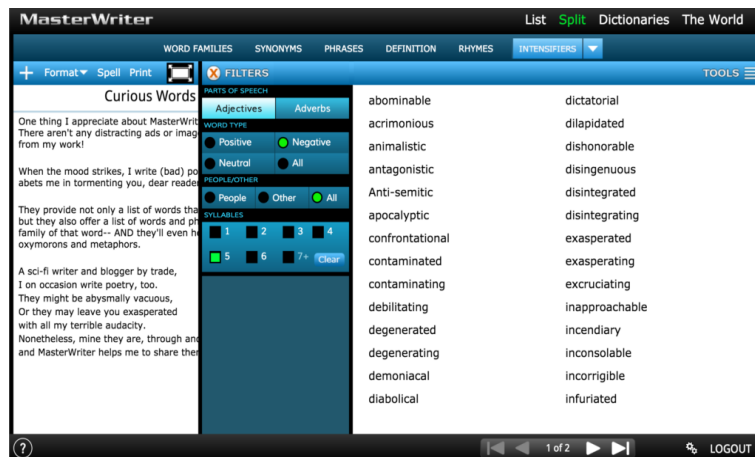 MasterWriter
List Split Dictionaries The World
WORD FAMILIES SYNONYMS PHRASES DEFINITION RHYMES INTENSIFIERS
Format Spell Print
FILTERS
TOOLS
Curious Words
One thing I appreciate about MasterWrit
There aren't any distracting ads or imag
from my work!
When the mood strikes, I write (bad) po
abets me in tormenting you, dear reader
They provide not only a list of words tha
but they also offer a list of words and ph
family of that word-- AND they'll even he
oxymorons and metaphors.
A sci-fi writer and blogger by trade,
I on occasion write poetry, too.
They might be abysmally vacuous,
Or they may leave you exasperated
with all my terrible audacity.
Nonetheless, mine they are, through and
and MasterWriter helps me to share ther
PARTS OF SPEECH
Adjectives Adverbs
WORD TYPE
Positive Negative
Neutral All
PEOPLE/OTHER
People Other All
SYLLABLES
1 2 3 4
5 6 7+ Clear
abominable
acrimonious
animalistic
antagonistic
Anti-semitic
apocalyptic
confrontational
contaminated
contaminating
debilitating
degenerated
degenerating
demoniacal
diabolical
dictatorial
dilapidated
dishonorable
disingenuous
disintegrated
disintegrating
exasperated
exasperating
excruciating
inapproachable
incendiary
inconsolable
incorrigible
infuriated
?
1 of 2
LOGOUT